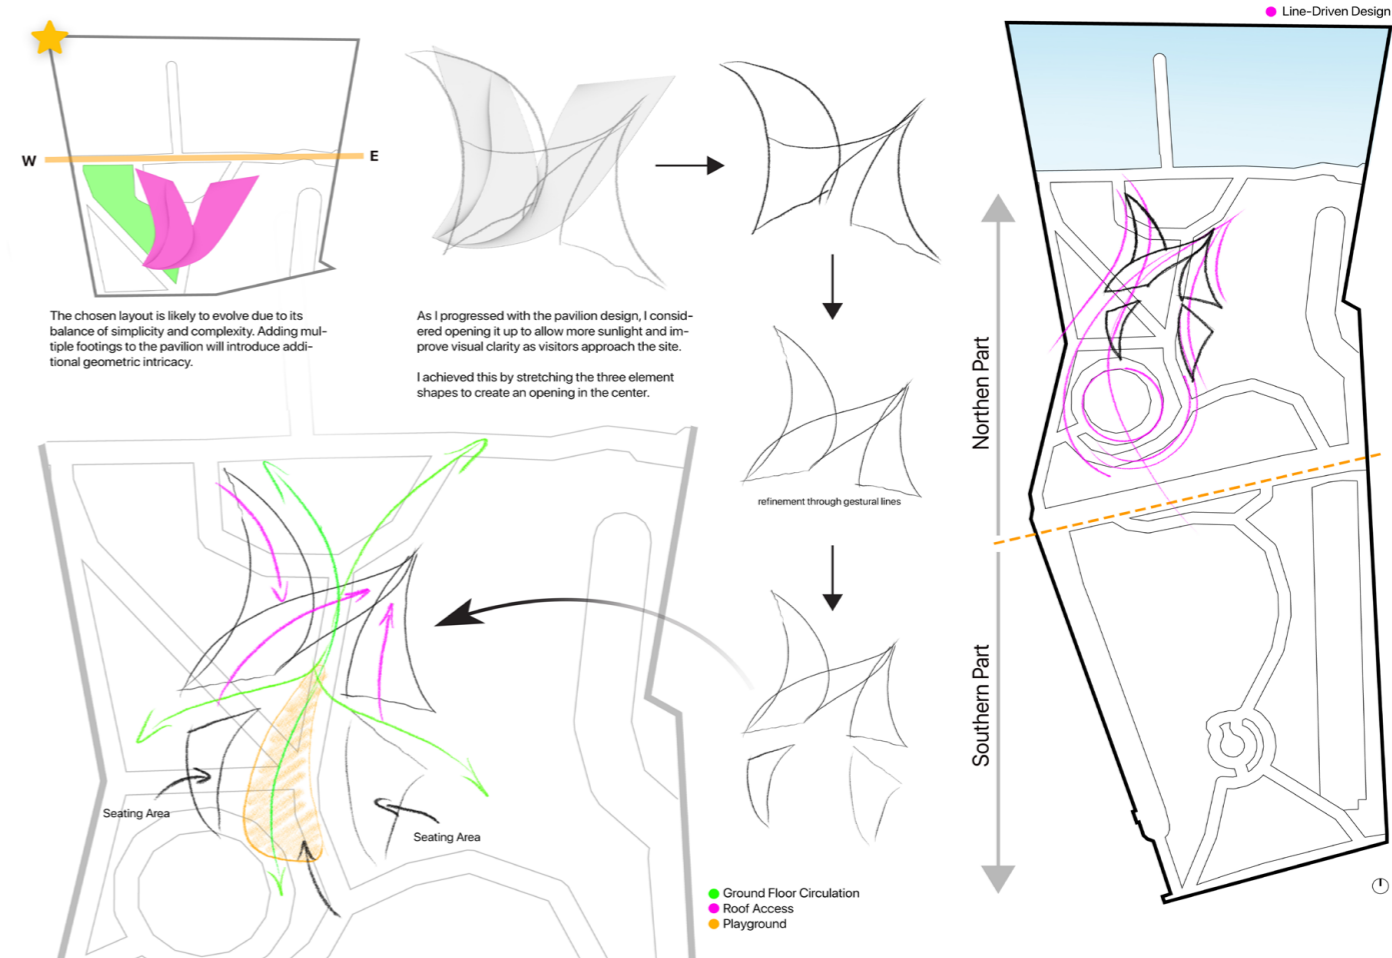 Line-Driven Design
W
E
The chosen layout is likely to evolve due to its
balance of simplicity and complexity. Adding mul-
tiple footings to the pavilion will introduce addi-
tional geometric intricacy.
As I progressed with the pavilion design, I consid-
ered opening it up to allow more sunlight and im-
prove visual clarity as visitors approach the site.
I achieved this by stretching the three element
shapes to create an opening in the center.
refinement through gestural lines
Northen Part
Southern Part
Seating Area
Seating Area
Ground Floor Circulation
Roof Access
Playground